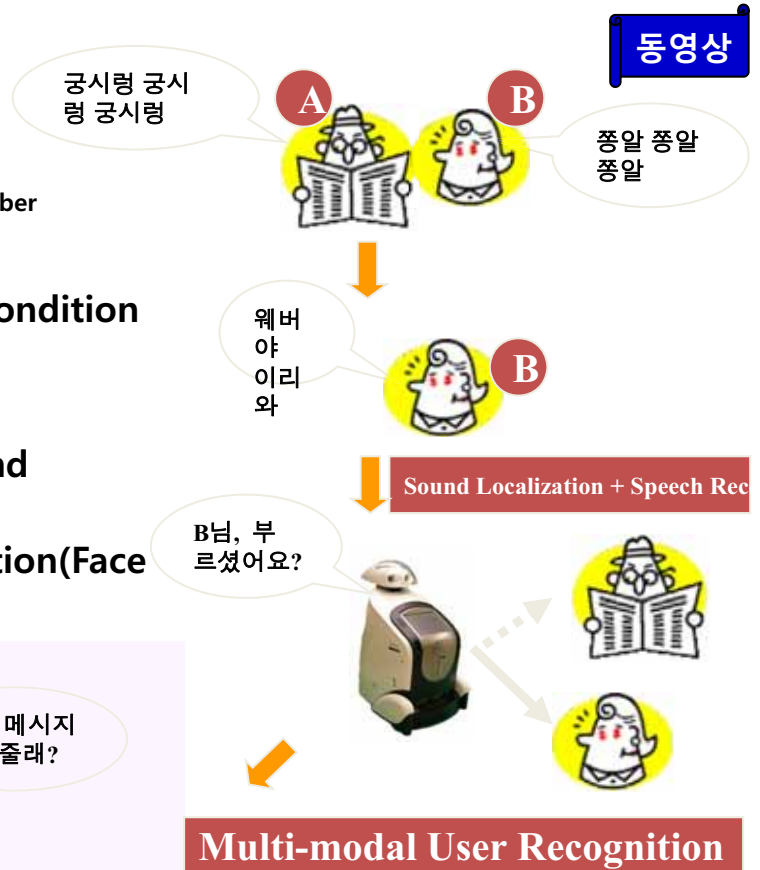 동영상
궁시렁 궁시
렁 궁시렁
A
B
쫑알 쫑알
쫑알
ber
ondition
웨버
야
이리
와
B
nd
Sound Localization + Speech Rec
B님, 부
르셨어요?
tion(Face
메시지
줄래?
Multi-modal User Recognition